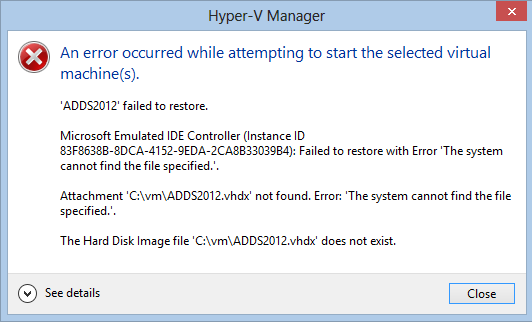 Hyper-V Manager
An error occurred while attempting to start the selected virtual
machine(s).
'ADDS2012' failed to restore.
Microsoft Emulated IDE Controller (Instance ID
83F8638B-8DCA-4152-9EDA-2CA8B33039B4): Failed to restore with Error 'The system
cannot find the file specified.'.
Attachment 'C:\vm\ADDS2012.vhdx' not found. Error: 'The system cannot find the file
specified.'.
The Hard Disk Image file 'C:\vm\ADDS2012.vhdx' does not exist.
See details
Close